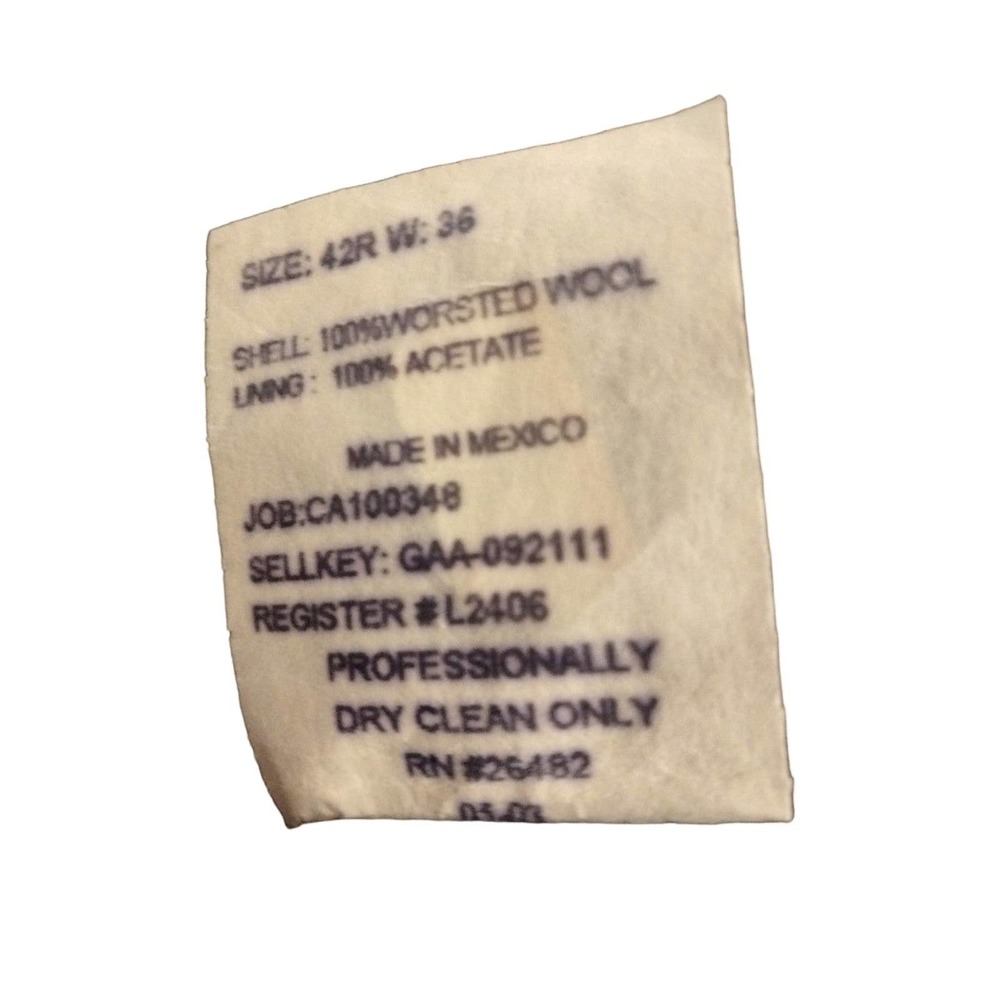 SIZE: 42R W: 36
SHELL: 100%WORSTED WOOL
LINING : 100% ACETATE
MADE IN MEXICO
JOB:CA100348
SELLKEY: GAA-092111
REGISTER # L2406
PROFESSIONALLY
DRY CLEAN ONLY
RN #26482